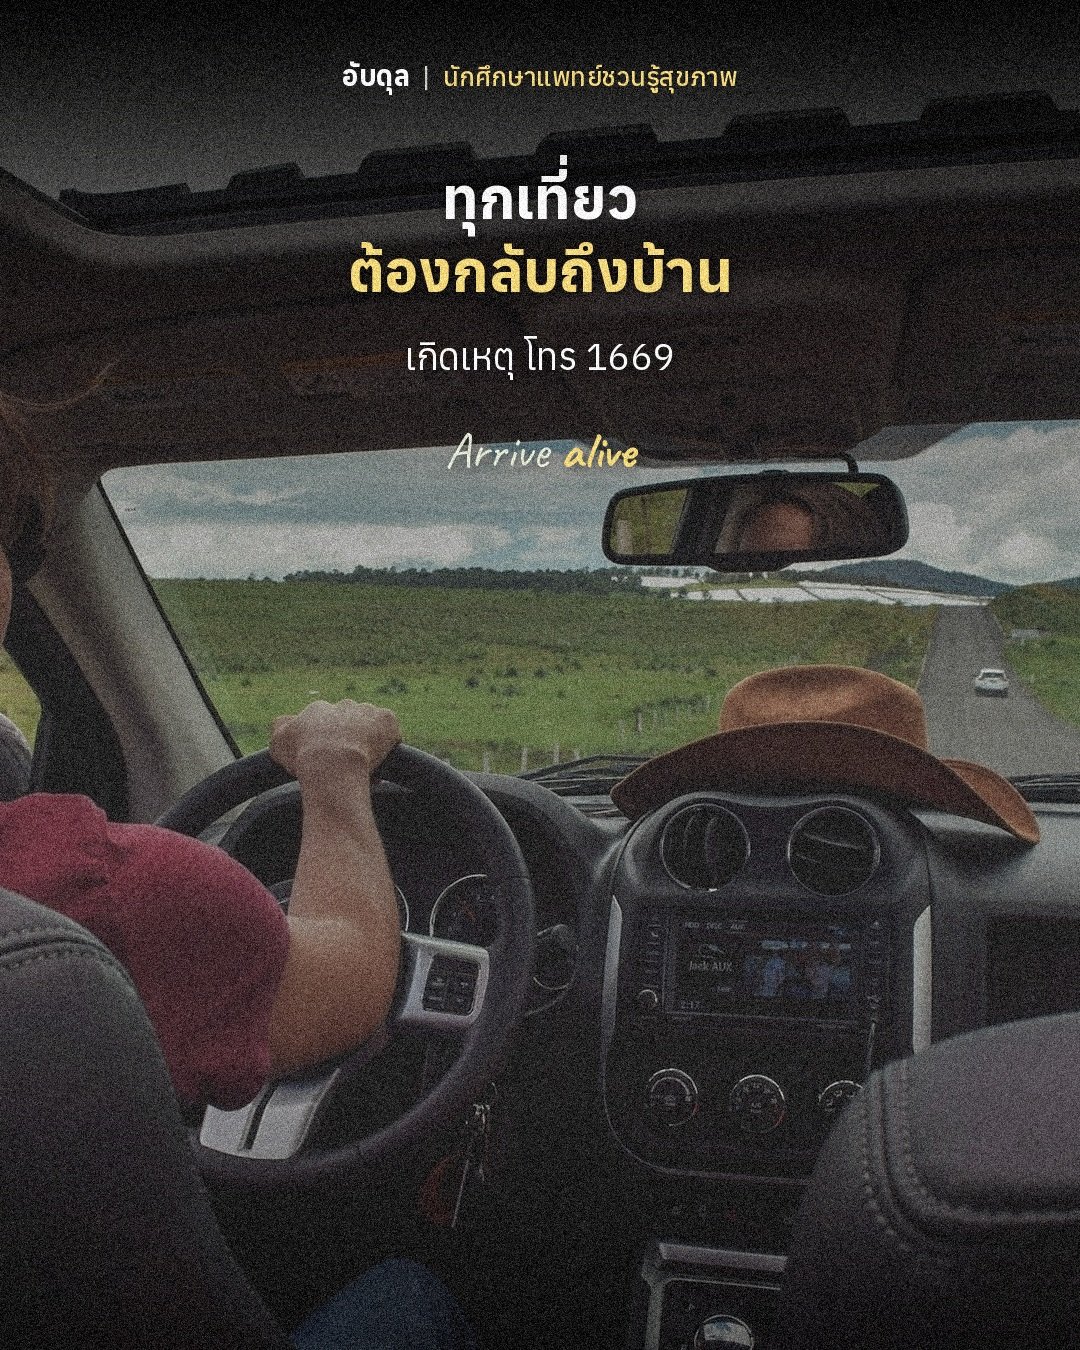 อับดุล | นักศึกษาแพทย์ชวนรู้สุขภาพ
ทุกเที่ยว
ต้องกลับถึงบ้าน
เกิดเหตุ โทร 1669
Arrive alive